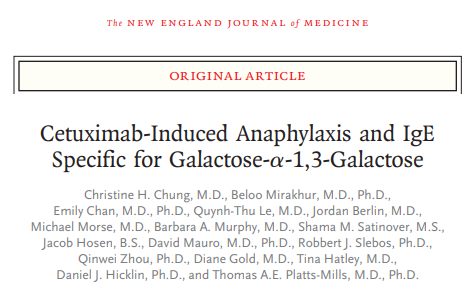 The NEW ENGLAND JOURNAL of MEDICINE
ORIGINAL ARTICLE
Cetuximab-Induced Anaphylaxis and IgE
Specific for Galactose-α-1,3-Galactose
Christine H. Chung, M.D., Beloo Mirakhur, M.D., Ph.D.,
Emily Chan, M.D., Ph.D., Quynh-Thu Le, M.D., Jordan Berlin, M.D.,
Michael Morse, M.D., Barbara A. Murphy, M.D., Shama M. Satinover, M.S.,
Jacob Hosen, B.S., David Mauro, M.D., Ph.D., Robbert J. Slebos, Ph.D.,
Qinwei Zhou, Ph.D., Diane Gold, M.D., Tina Hatley, M.D.,
Daniel J. Hicklin, Ph.D., and Thomas A.E. Platts-Mills, M.D., Ph.D.